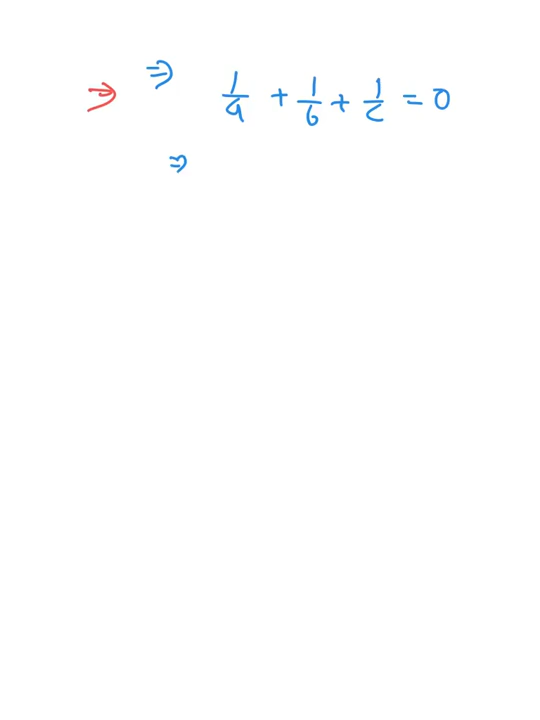 ⇒ ⇒ 1/a + 1/b + 1/c = 0
⇒